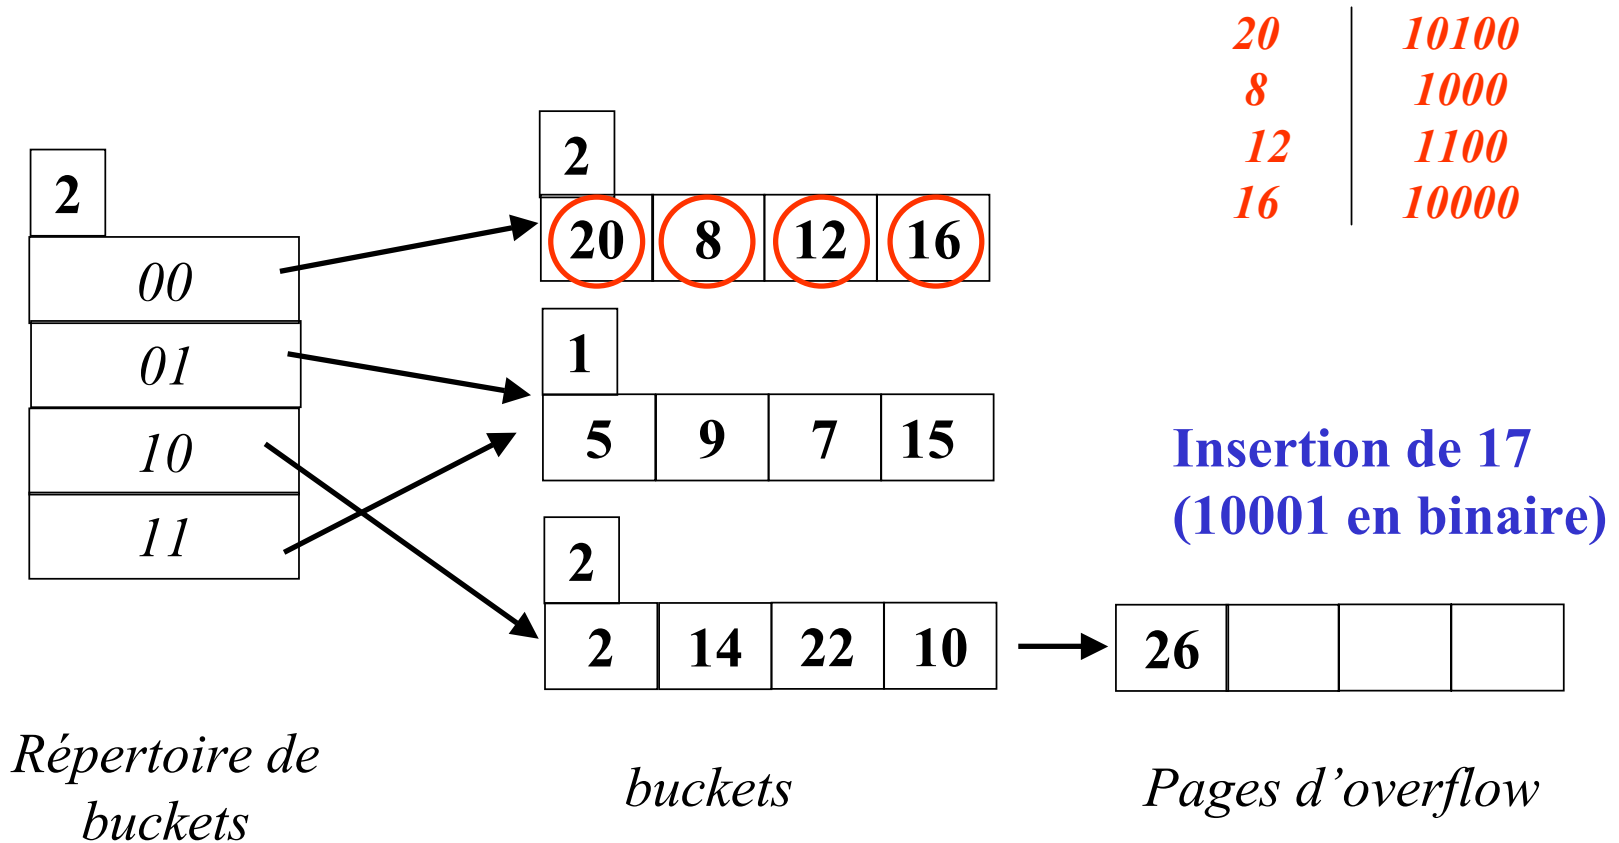 20 10100
8 1000
12 1100
16 10000
2
2
20 8 12 16
00
01
10
11
1
5 9 7 15
Insertion de 17
(10001 en binaire)
2
2 14 22 10
26
Répertoire de
buckets
buckets
Pages d’overflow